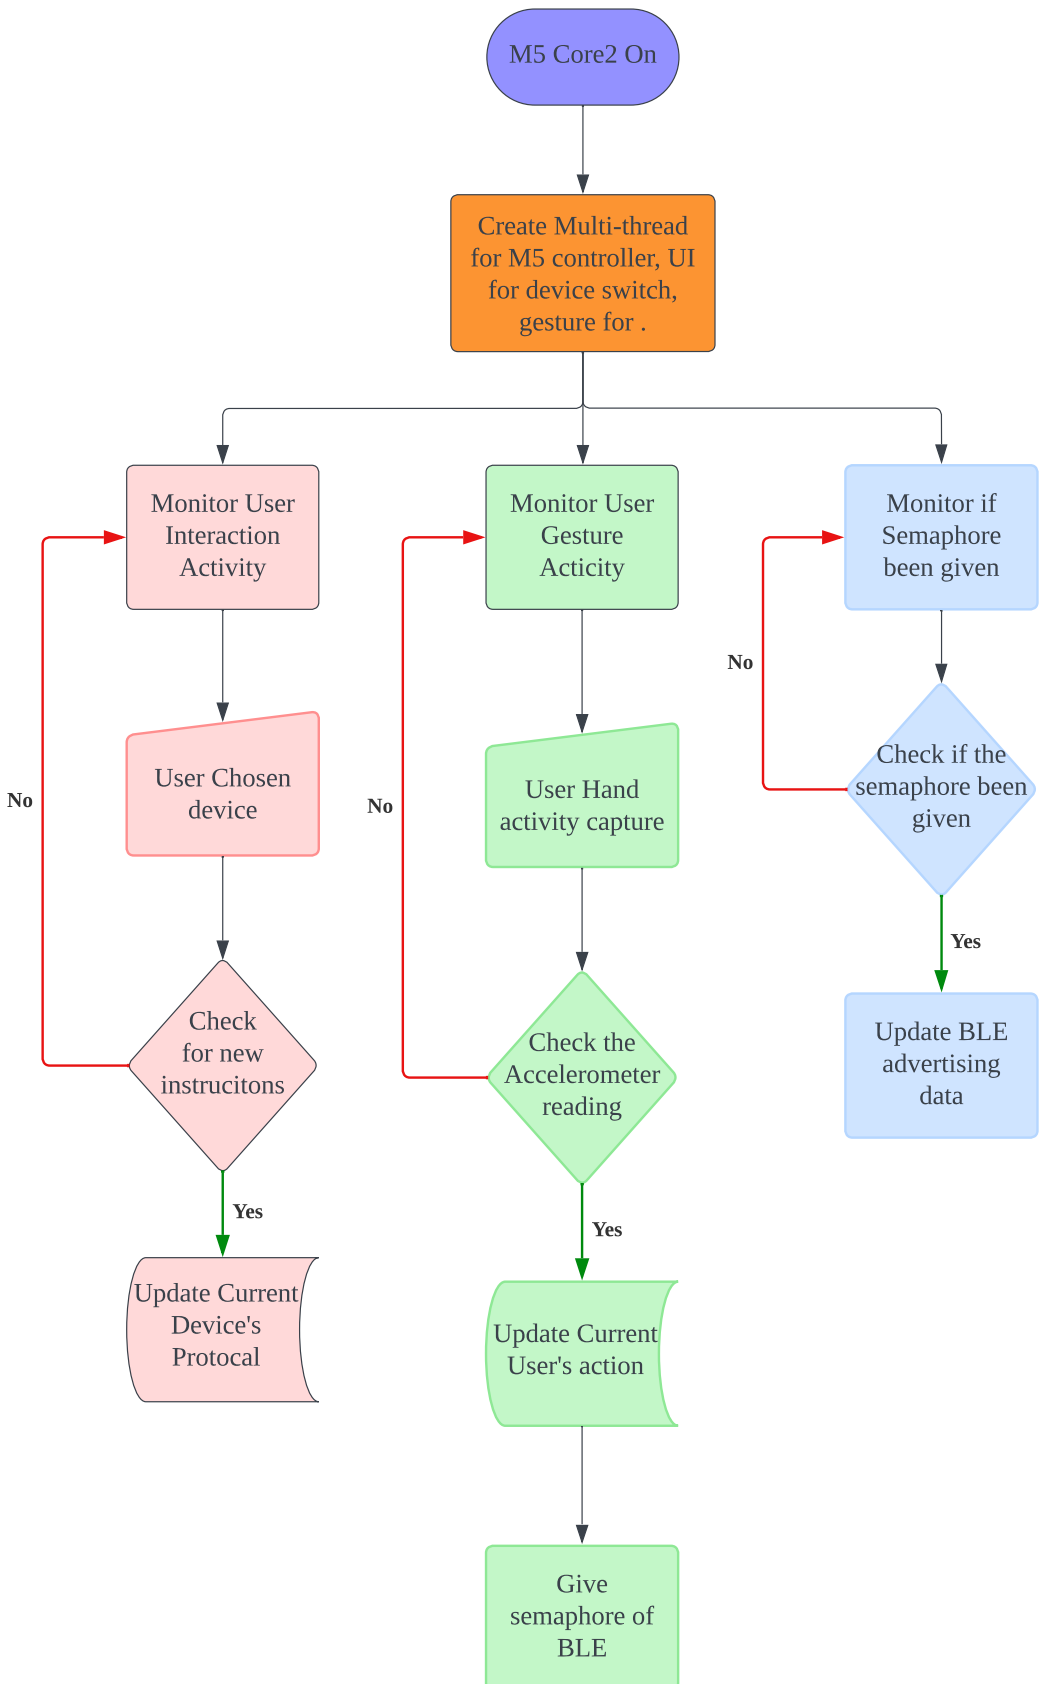 M5 Core2 On
Create Multi-thread
for M5 controller, UI
for device switch,
gesture for .
Monitor User
Interaction
Activity
User Chosen
device
No
Check
for new
instrucitons
Yes
Update Current
Device's
Protocal
Monitor User
Gesture
Acticity
User Hand
activity capture
No
Check the
Accelerometer
reading
Yes
Update Current
User's action
Give
semaphore of
BLE
Monitor if
Semaphore
been given
No
Check if the
semaphore been
given
Yes
Update BLE
advertising
data